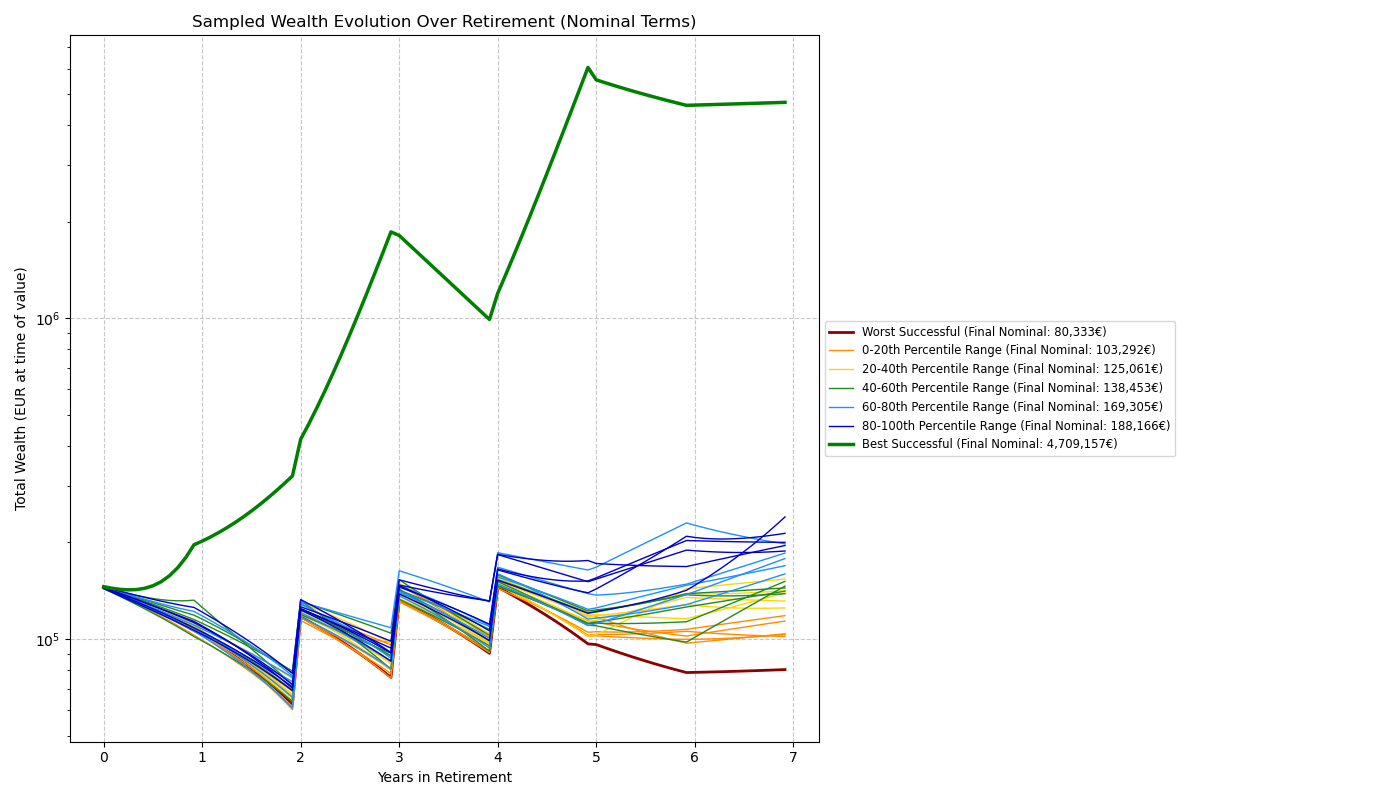 Sampled Wealth Evolution Over Retirement (Nominal Terms)
Total Wealth (EUR at time of value)
10⁶
10⁵
0 1 2 3 4 5 6 7
Years in Retirement
Worst Successful (Final Nominal: 80,333€)
0-20th Percentile Range (Final Nominal: 103,292€)
20-40th Percentile Range (Final Nominal: 125,061€)
40-60th Percentile Range (Final Nominal: 138,453€)
60-80th Percentile Range (Final Nominal: 169,305€)
80-100th Percentile Range (Final Nominal: 188,166€)
Best Successful (Final Nominal: 4,709,157€)